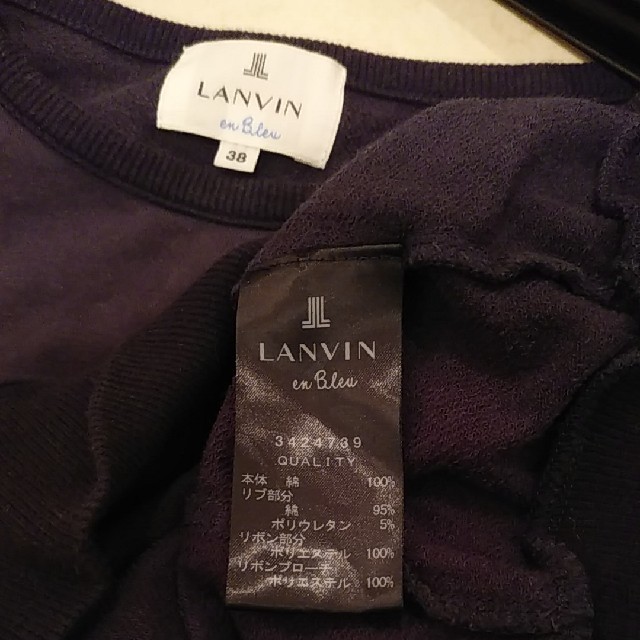 LANVIN
en Bleu
38
LANVIN
en Bleu
3424739
QUALITY
本体 綿 100%
リブ部分
綿 95%
ポリウレタン 5%
リボン部分
ポリエステル 100%
リボンブローチ
ポリエステル 100%